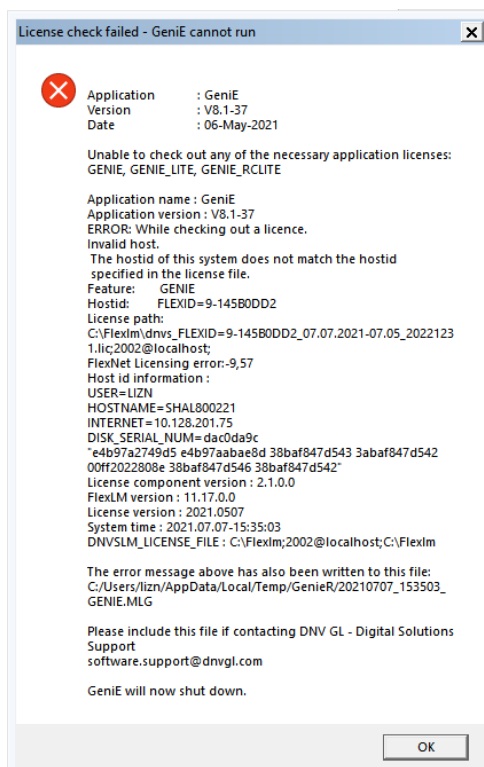 License check failed - GeniE cannot run
Application : GeniE
Version : V8.1-37
Date : 06-May-2021
Unable to check out any of the necessary application licenses:
GENIE, GENIE_LITE, GENIE_RCLITE
Application name : GeniE
Application version : V8.1-37
ERROR: While checking out a licence.
Invalid host.
The hostid of this system does not match the hostid
specified in the license file.
Feature: GENIE
Hostid: FLEXID=9-145B0DD2
License path:
C:\Flexlm\dnvs_FLEXID=9-145B0DD2_07.07.2021-07.05_2022123
1.lic;2002@localhost;
FlexNet Licensing error:-9,57
Host id information :
USER=LIZN
HOSTNAME=SHAL800221
INTERNET=10.128.201.75
DISK_SERIAL_NUM=dac0da9c
"e4b97a2749d5 e4b97aabae8d 38baf847d543 3abaf847d542
00ff2022808e 38baf847d546 38baf847d542"
License component version : 2.1.0.0
FlexLM version : 11.17.0.0
License version : 2021.0507
System time : 2021.07.07-15:35:03
DNVSLM_LICENSE_FILE : C:\Flexlm;2002@localhost;C:\Flexlm
The error message above has also been written to this file:
C:/Users/lizn/AppData/Local/Temp/GenieR/20210707_153503_
GENIE.MLG
Please include this file if contacting DNV GL - Digital Solutions
Support
software.support@dnvgl.com
GeniE will now shut down.
OK